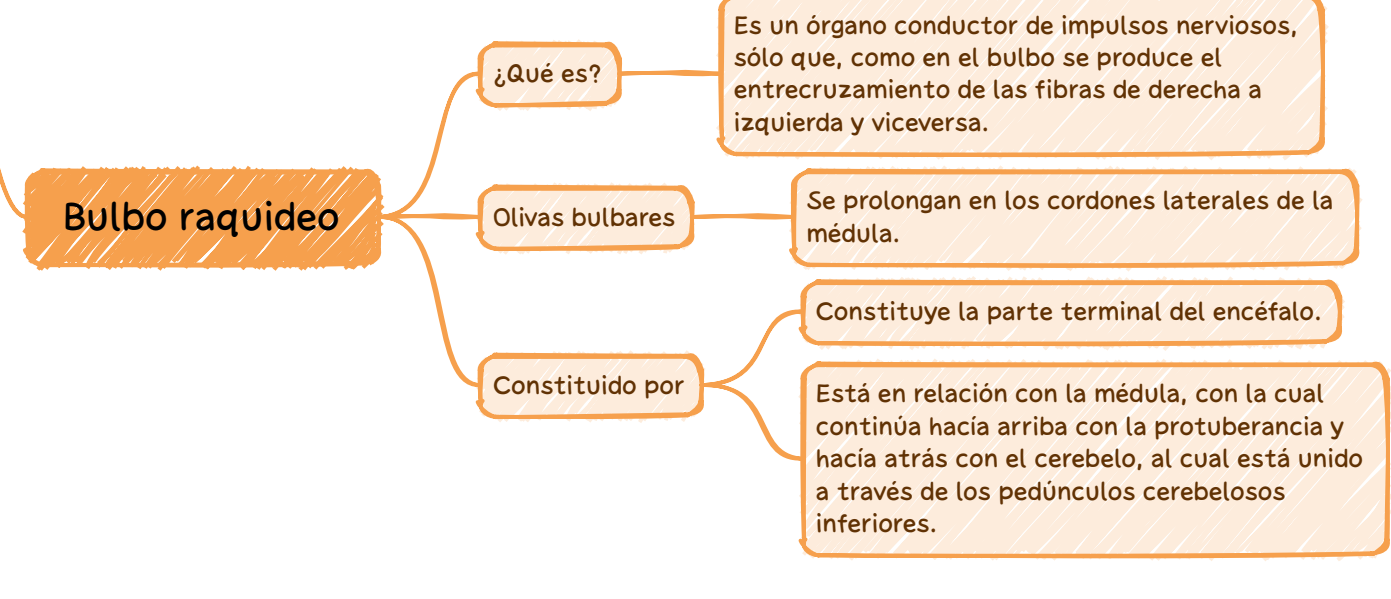 Bulbo raquideo
¿Qué es?
Es un órgano conductor de impulsos nerviosos,
sólo que, como en el bulbo se produce el
entrecruzamiento de las fibras de derecha a
izquierda y viceversa.
Olivas bulbares
Se prolongan en los cordones laterales de la
médula.
Constituido por
Constituye la parte terminal del encéfalo.
Está en relación con la médula, con la cual
continúa hacía arriba con la protuberancia y
hacía atrás con el cerebelo, al cual está unido
a través de los pedúnculos cerebelosos
inferiores.